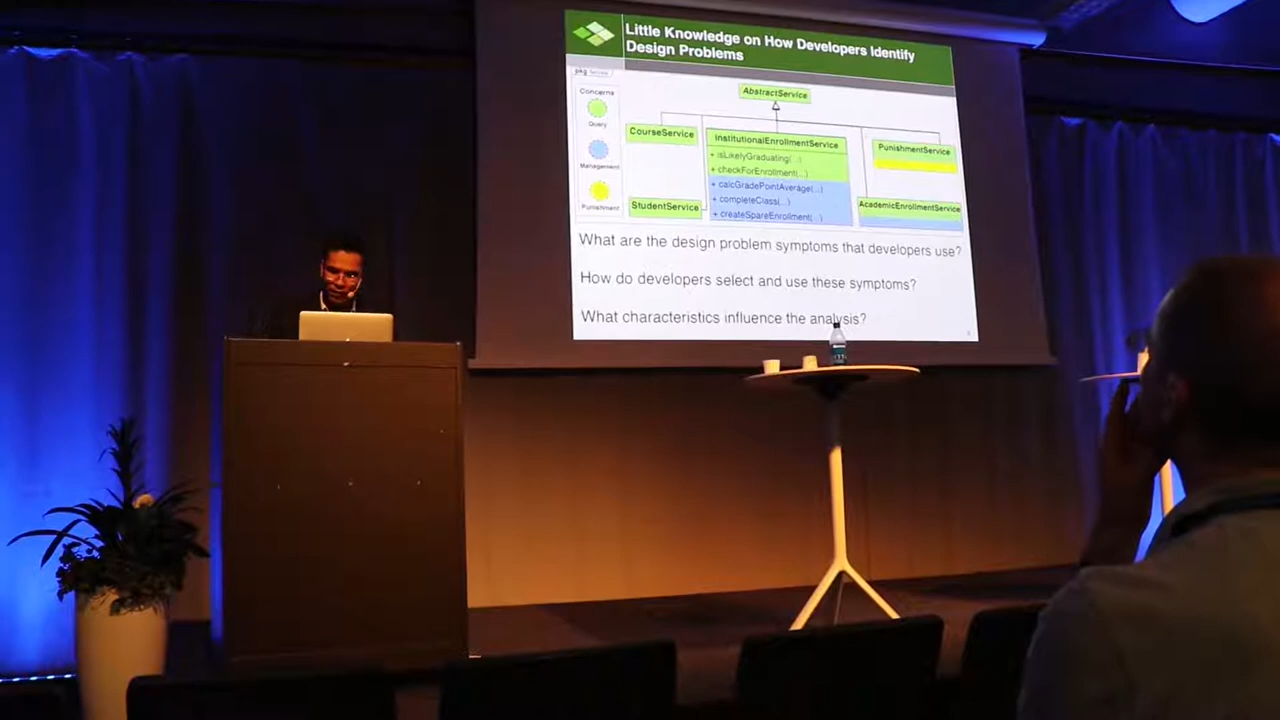 Little Knowledge on How Developers Identify
Design Problems
pkg
Concerns
Query
Management
Punishment
AbstractService
CourseService
StudentService
InstitutionalEnrollmentService
+ isLikelyGraduating(...)
+ checkForEnrollment(...)
+ calcGradePointAverage(...)
+ completeClass(...)
+ createSpareEnrollment(...)
PunishmentService
AcademicEnrollmentService
What are the design problem symptoms that developers use?
How do developers select and use these symptoms?
What characteristics influence the analysis?